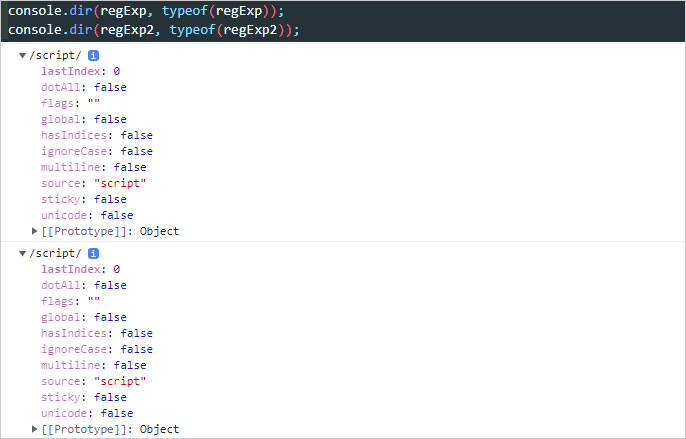 console.dir(regExp, typeof(regExp));
console.dir(regExp2, typeof(regExp2));
▼/script/ i
lastIndex: 0
dotAll: false
flags: ""
global: false
hasIndices: false
ignoreCase: false
multiline: false
source: "script"
sticky: false
unicode: false
▶[[Prototype]]: Object
▼/script/ i
lastIndex: 0
dotAll: false
flags: ""
global: false
hasIndices: false
ignoreCase: false
multiline: false
source: "script"
sticky: false
unicode: false
▶[[Prototype]]: Object